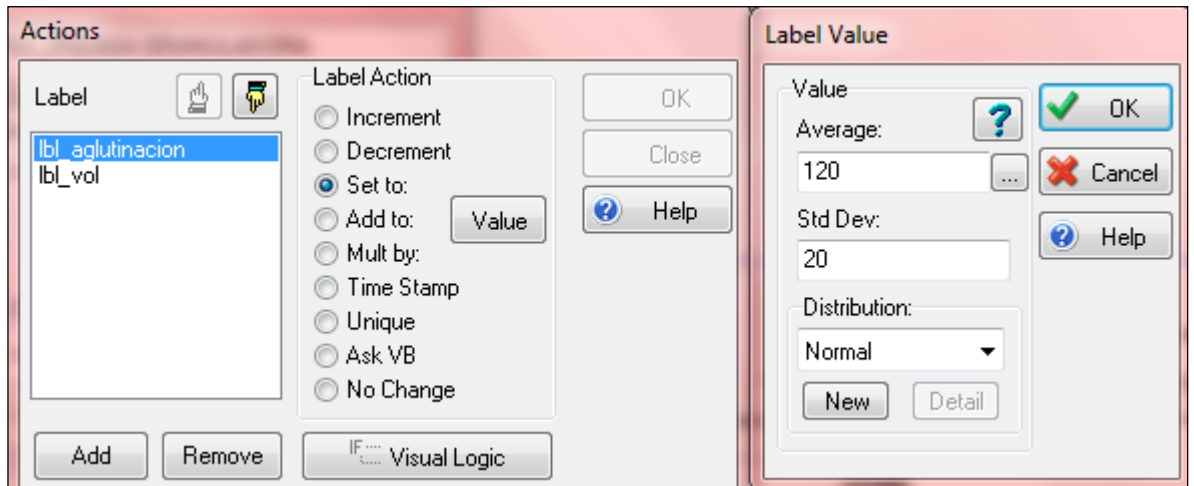 Actions
Label
lbl_aglutinacion
lbl_vol
Add
Remove
Label Action
Increment
Decrement
Set to:
Add to:
Mult by:
Time Stamp
Unique
Ask VB
No Change
Value
IF
Visual Logic
OK
Close
Help
Label Value
Value
Average:
120
...
Std Dev:
20
Distribution:
Normal
New
Detail
OK
Cancel
Help